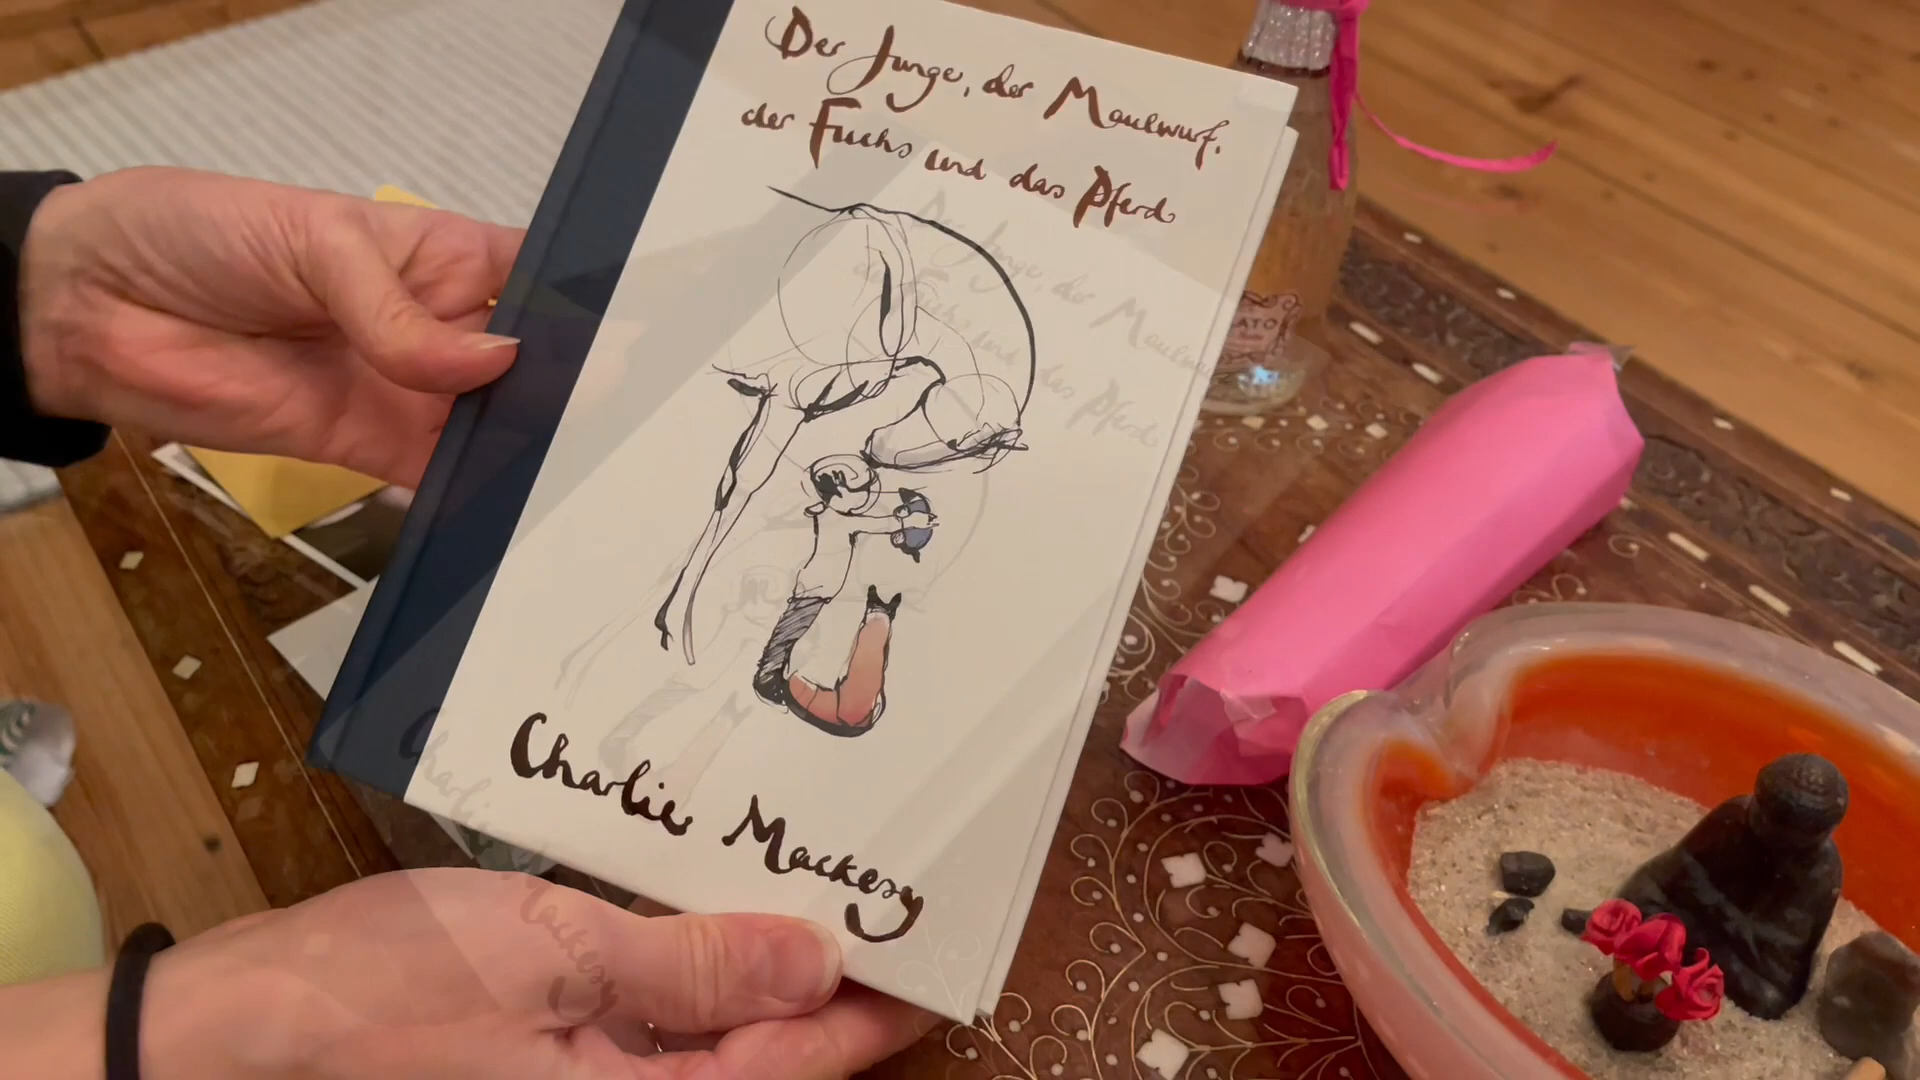 Der Junge, der Maulwurf,
der Fuchs und das Pferd
Charlie Mackesy